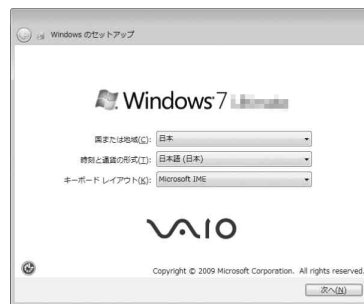 Windows のセットアップ
Windows 7
国または地域(C): 日本
時刻と通貨の形式(T): 日本語 (日本)
キーボード レイアウト(K): Microsoft IME
VAIO
Copyright © 2009 Microsoft Corporation. All rights reserved.
次へ(N)